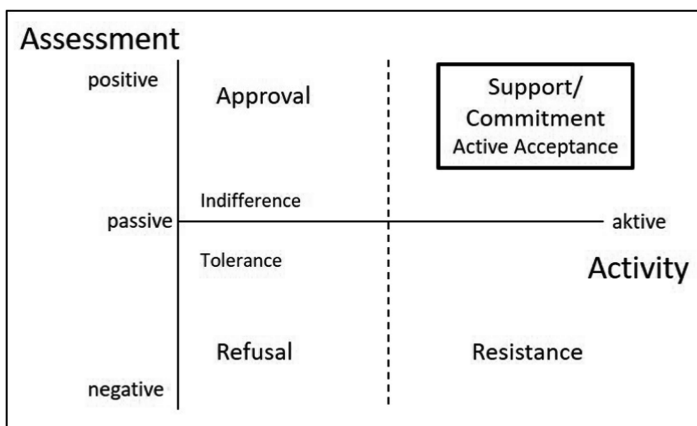 Assessment
positive
Approval
Support/
Commitment
Active Acceptance
Indifference
passive
aktive
Tolerance
Activity
Refusal
Resistance
negative